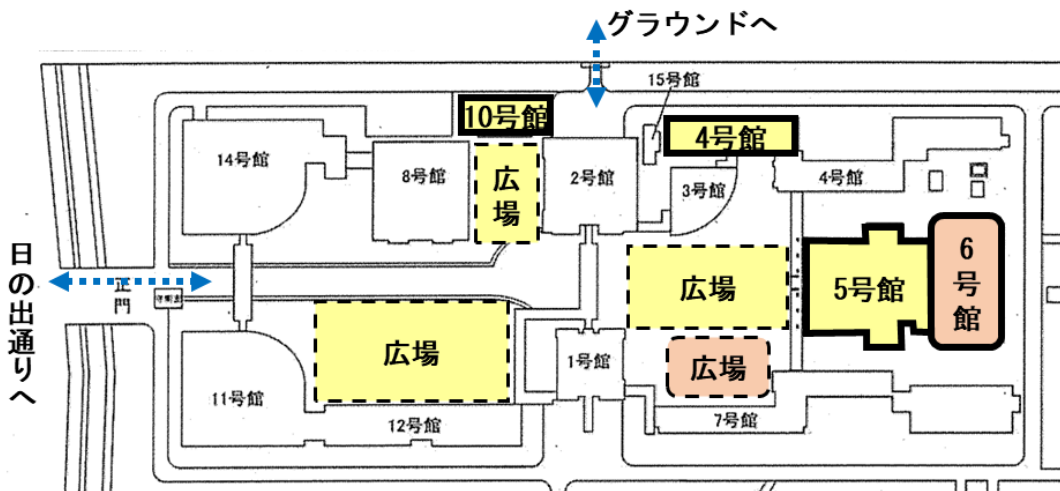 グラウンドへ
15号館
10号館
4号館
14号館
8号館
広場
2号館
3号館
4号館
日の出通りへ
正門
広場
5号館
6号館
広場
1号館
広場
11号館
12号館
7号館